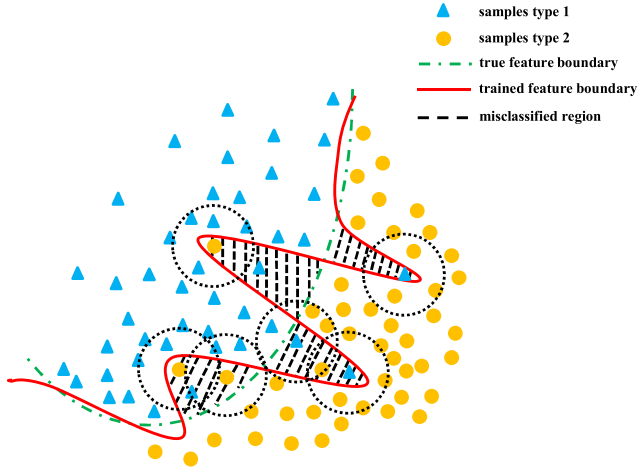 samples type 1
samples type 2
true feature boundary
trained feature boundary
misclassified region